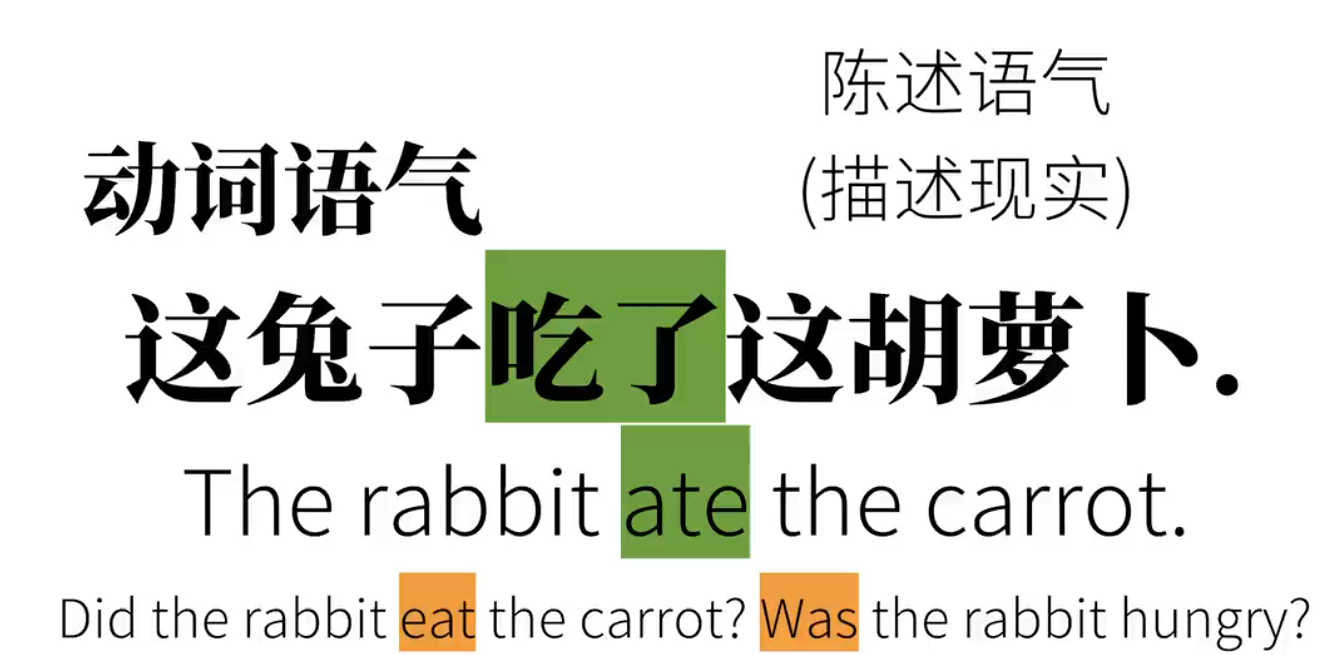 陈述语气
(描述现实)
动词语气
这兔子吃了这胡萝卜.
The rabbit ate the carrot.
Did the rabbit eat the carrot? Was the rabbit hungry?